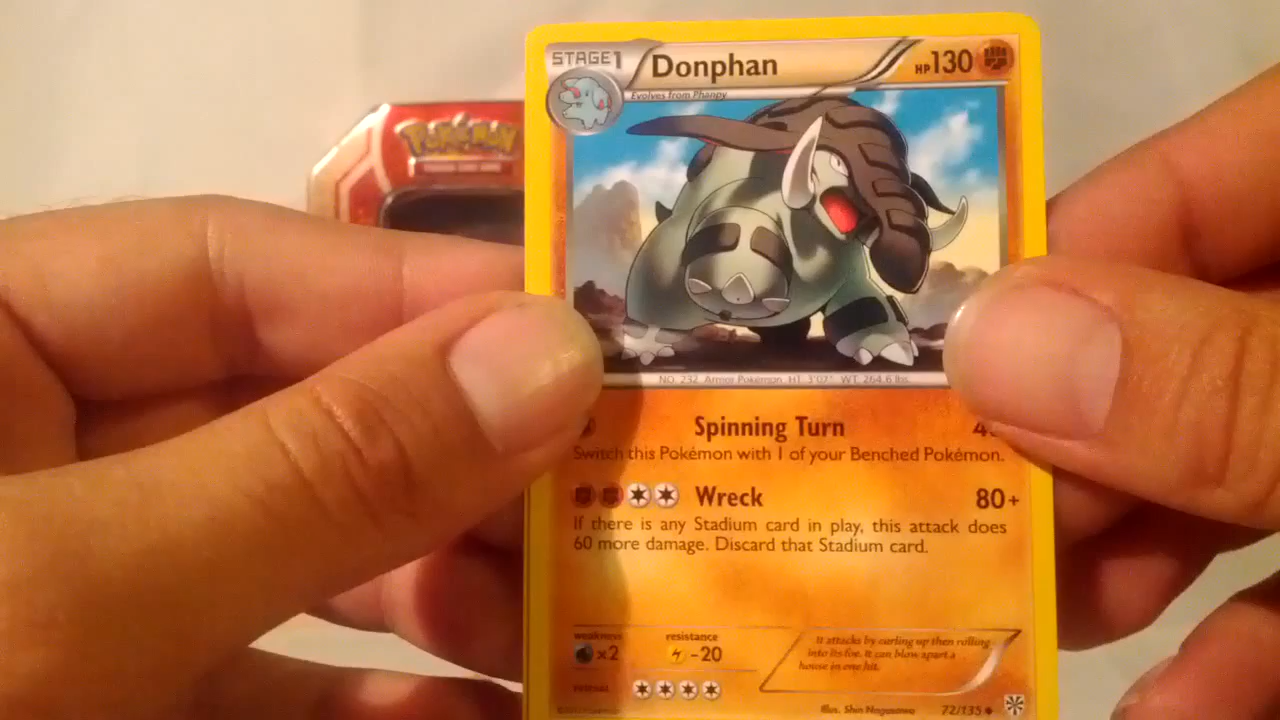 POKéMON
STAGE1
Donphan
HP130
Evolves from Phanpy
NO. 232 Armor Pokémon HT. 3'07" WT. 264.6 lbs.
Spinning Turn
Switch this Pokémon with 1 of your Benched Pokémon.
Wreck 80+
If there is any Stadium card in play, this attack does
60 more damage. Discard that Stadium card.
weakness resistance
×2 -20
It attacks by curling up then rolling
into its foe. It can blow apart a
house in one hit.
retreat
Illus. Shin Nagasawa 72/135